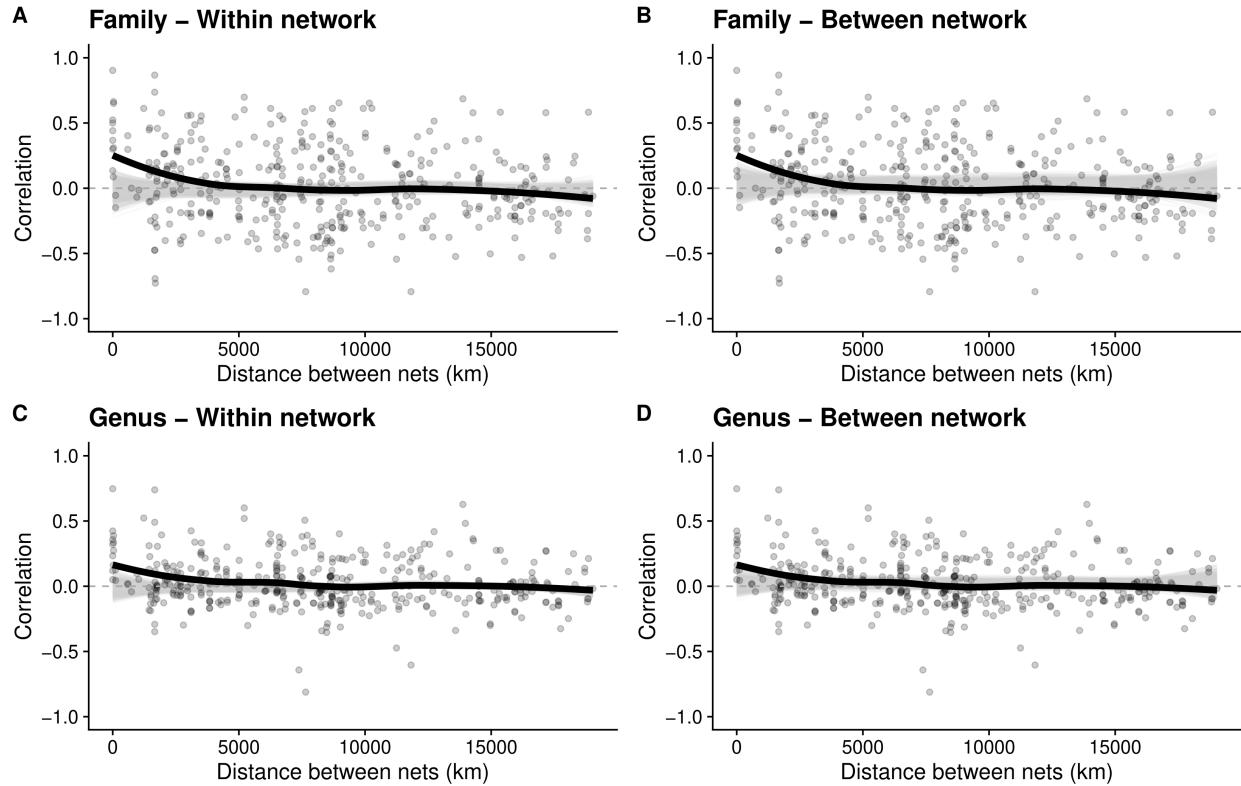 A Family – Within network
1.0
0.5
0.0
−0.5
−1.0
Correlation
0 5000 10000 15000
Distance between nets (km)
B Family – Between network
1.0
0.5
0.0
−0.5
−1.0
Correlation
0 5000 10000 15000
Distance between nets (km)
C Genus – Within network
1.0
0.5
0.0
−0.5
−1.0
Correlation
0 5000 10000 15000
Distance between nets (km)
D Genus – Between network
1.0
0.5
0.0
−0.5
−1.0
Correlation
0 5000 10000 15000
Distance between nets (km)